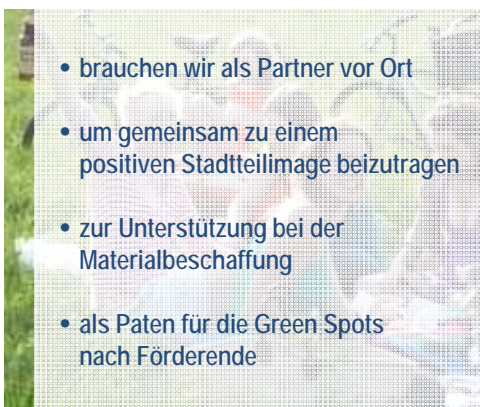 • brauchen wir als Partner vor Ort
• um gemeinsam zu einem
positiven Stadtteilimage beizutragen
• zur Unterstützung bei der
Materialbeschaffung
• als Paten für die Green Spots
nach Förderende